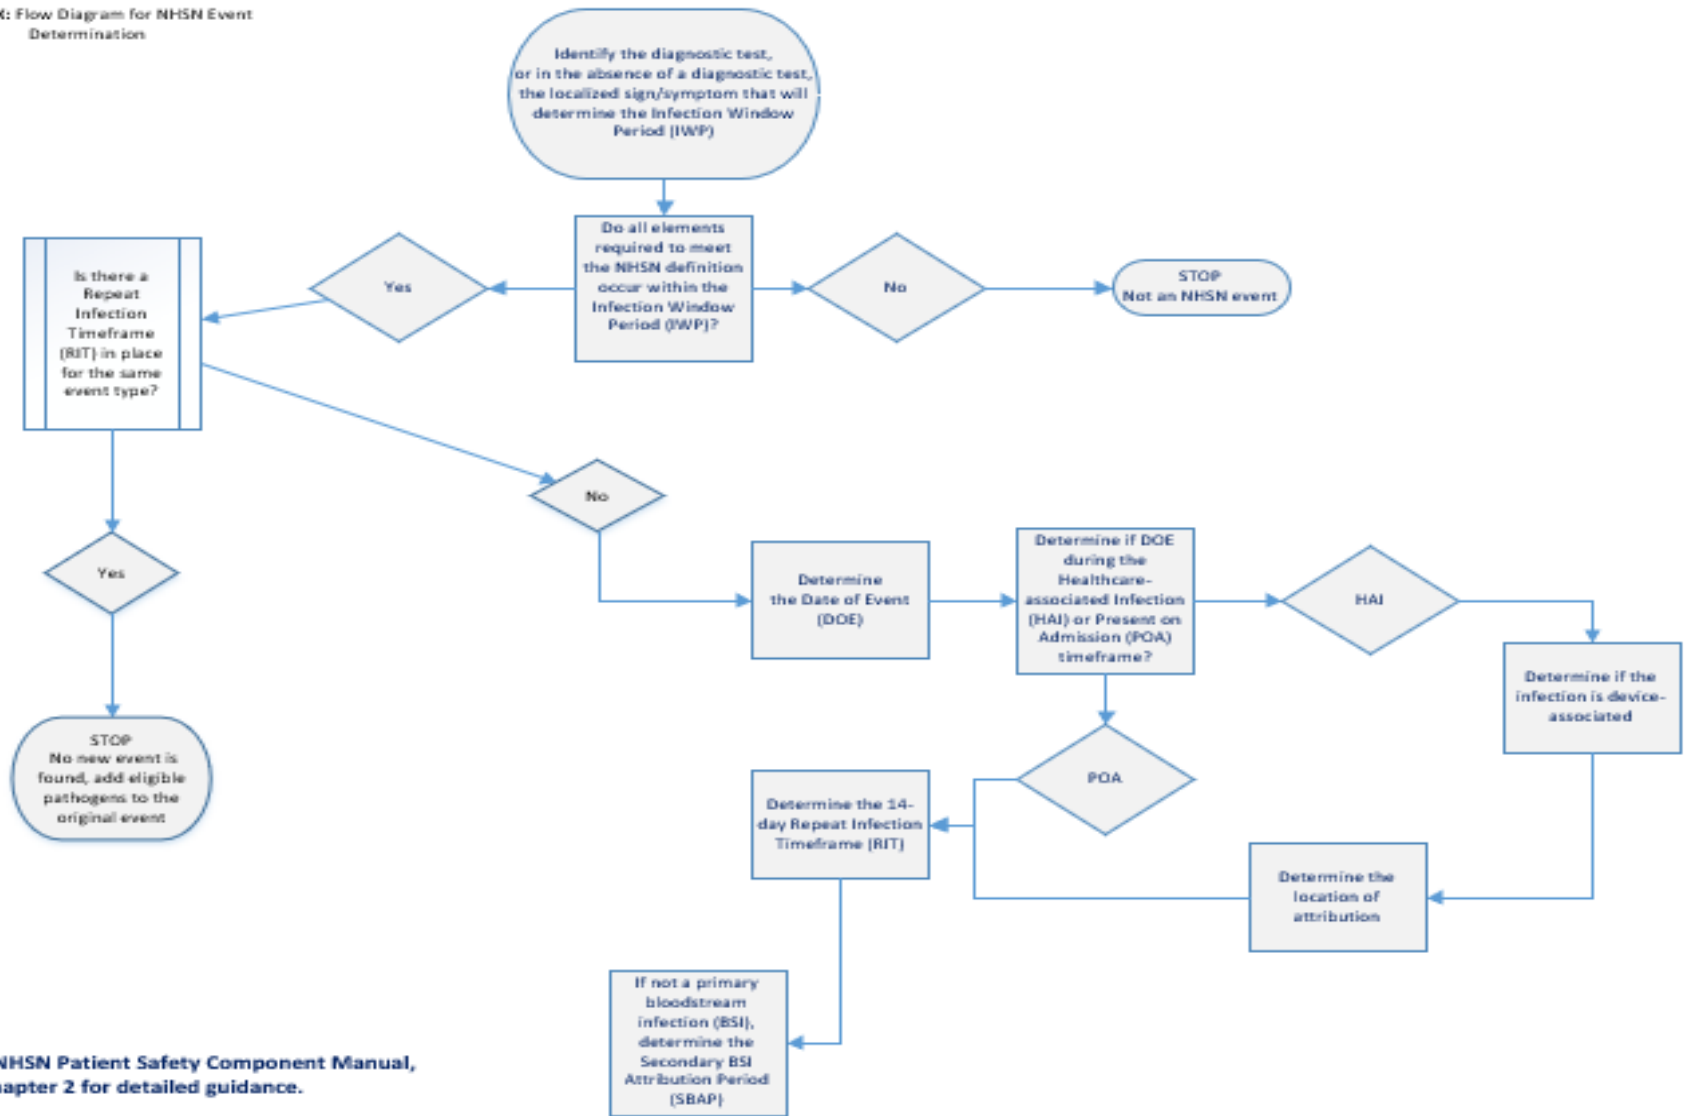 X: Flow Diagram for NHSN Event
Determination
Identify the diagnostic test,
or in the absence of a diagnostic test,
the localized sign/symptom that will
determine the Infection Window
Period (IWP)
Do all elements
required to meet
the NHSN definition
occur within the
Infection Window
Period (IWP)?
Yes
No
STOP
Not an NHSN event
Is there a
Repeat
Infection
Timeframe
(RIT) in place
for the same
event type?
No
Yes
STOP
No new event is
found, add eligible
pathogens to the
original event
Determine
the Date of Event
(DOE)
Determine if DOE
during the
Healthcare-
associated Infection
(HAI) or Present on
Admission (POA)
timeframe?
HAI
Determine if the
infection is device-
associated
POA
Determine the 14-
day Repeat Infection
Timeframe (RIT)
Determine the
location of
attribution
If not a primary
bloodstream
infection (BSI),
determine the
Secondary BSI
Attribution Period
(SBAP)
NHSN Patient Safety Component Manual,
hapter 2 for detailed guidance.